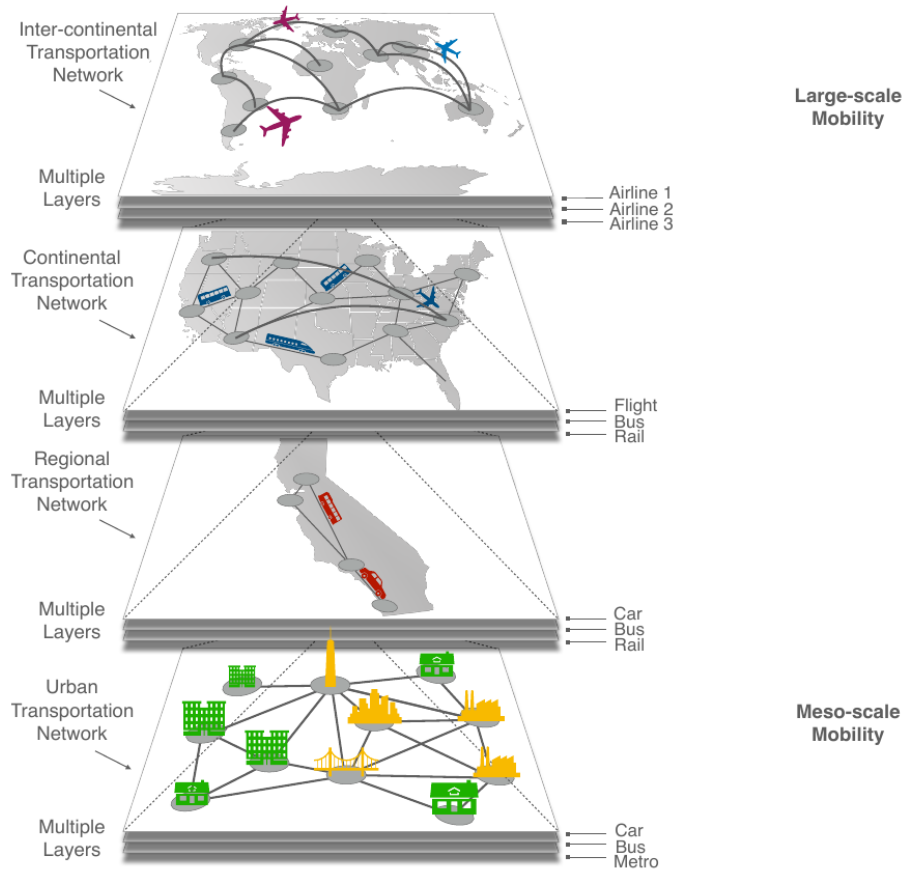 Inter-continental
Transportation
Network
Large-scale
Mobility
Multiple
Layers
Airline 1
Airline 2
Airline 3
Continental
Transportation
Network
Multiple
Layers
Flight
Bus
Rail
Regional
Transportation
Network
Multiple
Layers
Car
Bus
Rail
Urban
Transportation
Network
Meso-scale
Mobility
Multiple
Layers
Car
Bus
Metro